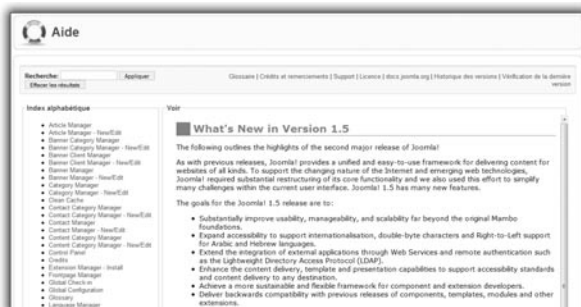 Aide
Recherche: Appliquer
Effacer les résultats
Glossaire | Crédits et remerciements | Support | Licence | docs.joomla.org | Historique des versions | Vérification de la dernière
version
Index alphabétique
Article Manager
Article Manager - New/Edit
Banner Category Manager
Banner Category Manager - New/Edit
Banner Client Manager
Banner Client Manager - New/Edit
Banner Manager
Banner Manager - New/Edit
Category Manager
Category Manager - New/Edit
Clean Cache
Contact Category Manager
Contact Category Manager - New/Edit
Contact Manager
Contact Manager - New/Edit
Content Category Manager
Content Category Manager - New/Edit
Control Panel
Credits
Extension Manager - Install
Frontpage Manager
Global Check-in
Global Configuration
Glossary
Language Manager
Voir
What's New in Version 1.5
The following outlines the highlights of the second major release of Joomla!
As with previous releases, Joomla! provides a unified and easy-to-use framework for delivering content for
websites of all kinds. To support the changing nature of the Internet and emerging web technologies,
Joomla! required substantial restructuring of its core functionality and we also used this effort to simplify
many challenges within the current user interface. Joomla! 1.5 has many new features.
The goals for the Joomla! 1.5 release are to:
Substantially improve usability, manageability, and scalability far beyond the original Mambo
foundations.
Expand accessibility to support internationalisation, double-byte characters and Right-to-Left support
for Arabic and Hebrew languages.
Extend the integration of external applications through Web Services and remote authentication such
as the Lightweight Directory Access Protocol (LDAP).
Enhance the content delivery, template and presentation capabilities to support accessibility standards
and content delivery to any destination.
Achieve a more sustainable and flexible framework for component and extension developers.
Deliver backwards compatibility with previous releases of components, templates, modules and other
extensions.